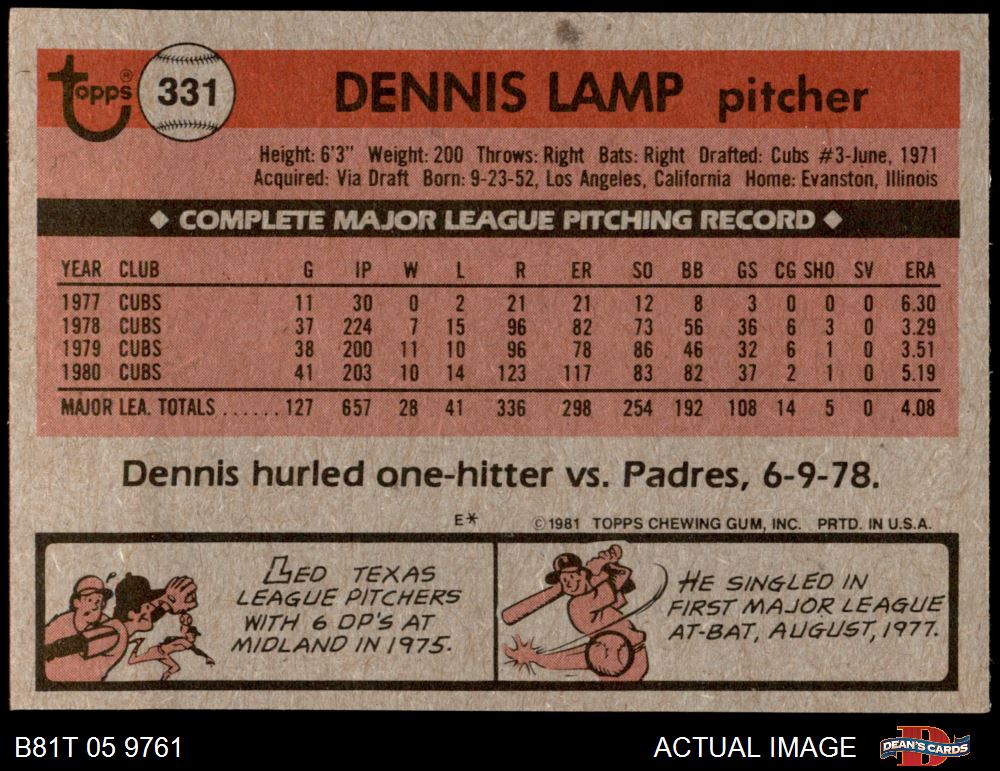 Topps® 331 DENNIS LAMP pitcher
Height: 6'3" Weight: 200 Throws: Right Bats: Right Drafted: Cubs #3-June, 1971
Acquired: Via Draft Born: 9-23-52, Los Angeles, California Home: Evanston, Illinois
◆ COMPLETE MAJOR LEAGUE PITCHING RECORD ◆
YEAR CLUB G IP W L R ER SO BB GS CG SHO SV ERA
1977 CUBS 11 30 0 2 21 21 12 8 3 0 0 0 6.30
1978 CUBS 37 224 7 15 96 82 73 56 36 6 3 0 3.29
1979 CUBS 38 200 11 10 96 78 86 46 32 6 1 0 3.51
1980 CUBS 41 203 10 14 123 117 83 82 37 2 1 0 5.19
MAJOR LEA. TOTALS ...... 127 657 28 41 336 298 254 192 108 14 5 0 4.08
Dennis hurled one-hitter vs. Padres, 6-9-78.
E* ©1981 TOPPS CHEWING GUM, INC. PRTD. IN U.S.A.
LED TEXAS
LEAGUE PITCHERS
WITH 6 DP'S AT
MIDLAND IN 1975.
HE SINGLED IN
FIRST MAJOR LEAGUE
AT-BAT, AUGUST, 1977.
B81T 05 9761 ACTUAL IMAGE DEAN'S CARDS